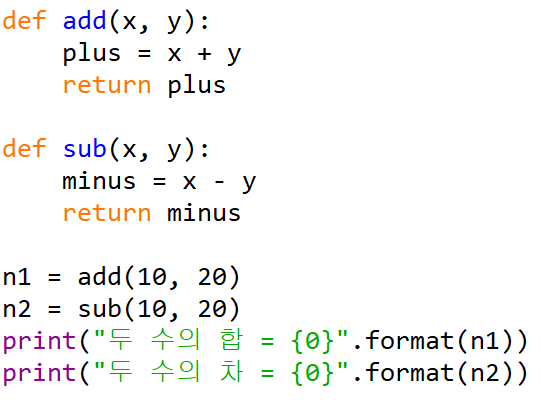 def add(x, y):
    plus = x + y
    return plus

def sub(x, y):
    minus = x - y
    return minus

n1 = add(10, 20)
n2 = sub(10, 20)
print("두 수의 합 = {0}".format(n1))
print("두 수의 차 = {0}".format(n2))